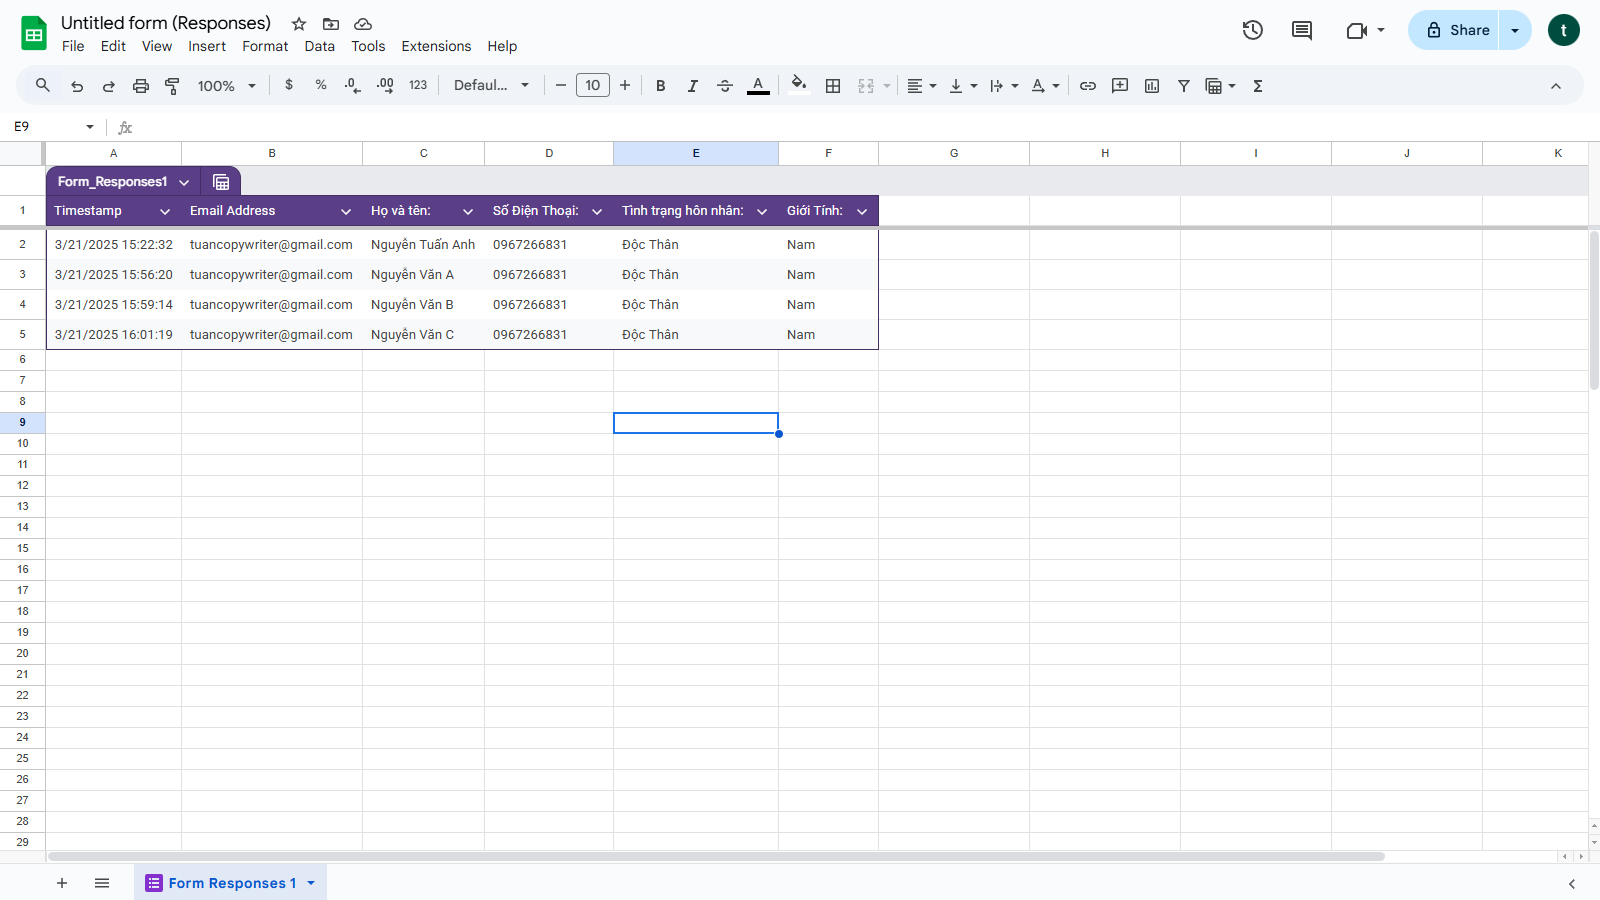 Untitled form (Responses)
File Edit View Insert Format Data Tools Extensions Help
Share
t
100% $ % .0 .00 123 Defaul... 10 B I A A Σ
E9 fx
A B C D E F G H I J K
Form_Responses1
1 Timestamp Email Address Họ và tên: Số Điện Thoại: Tình trạng hôn nhân: Giới Tính:
2 3/21/2025 15:22:32 tuancopywriter@gmail.com Nguyễn Tuấn Anh 0967266831 Độc Thân Nam
3 3/21/2025 15:56:20 tuancopywriter@gmail.com Nguyễn Văn A 0967266831 Độc Thân Nam
4 3/21/2025 15:59:14 tuancopywriter@gmail.com Nguyễn Văn B 0967266831 Độc Thân Nam
5 3/21/2025 16:01:19 tuancopywriter@gmail.com Nguyễn Văn C 0967266831 Độc Thân Nam
6
7
8
9
10
11
12
13
14
15
16
17
18
19
20
21
22
23
24
25
26
27
28
29
Form Responses 1